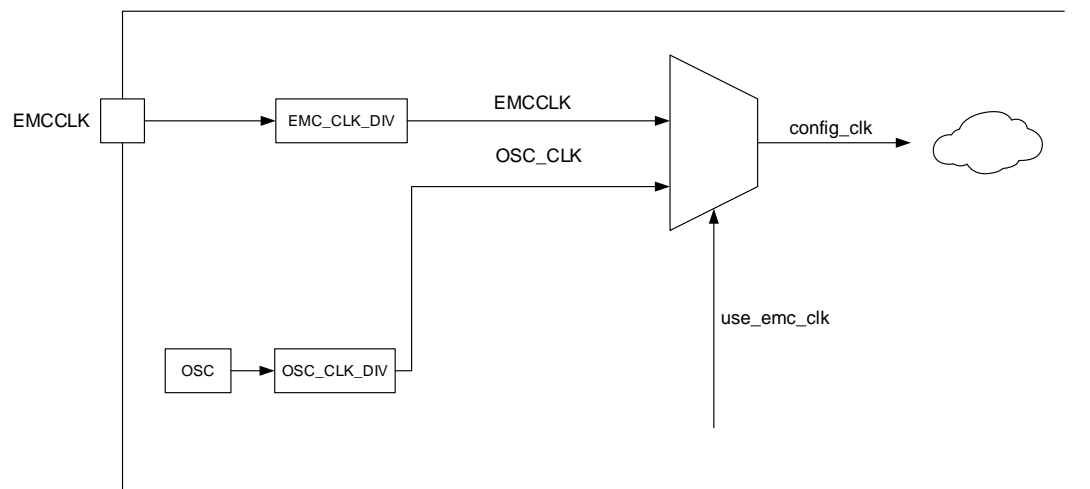 EMCCLK
EMC_CLK_DIV
EMCCLK
OSC_CLK
config_clk
use_emc_clk
OSC
OSC_CLK_DIV